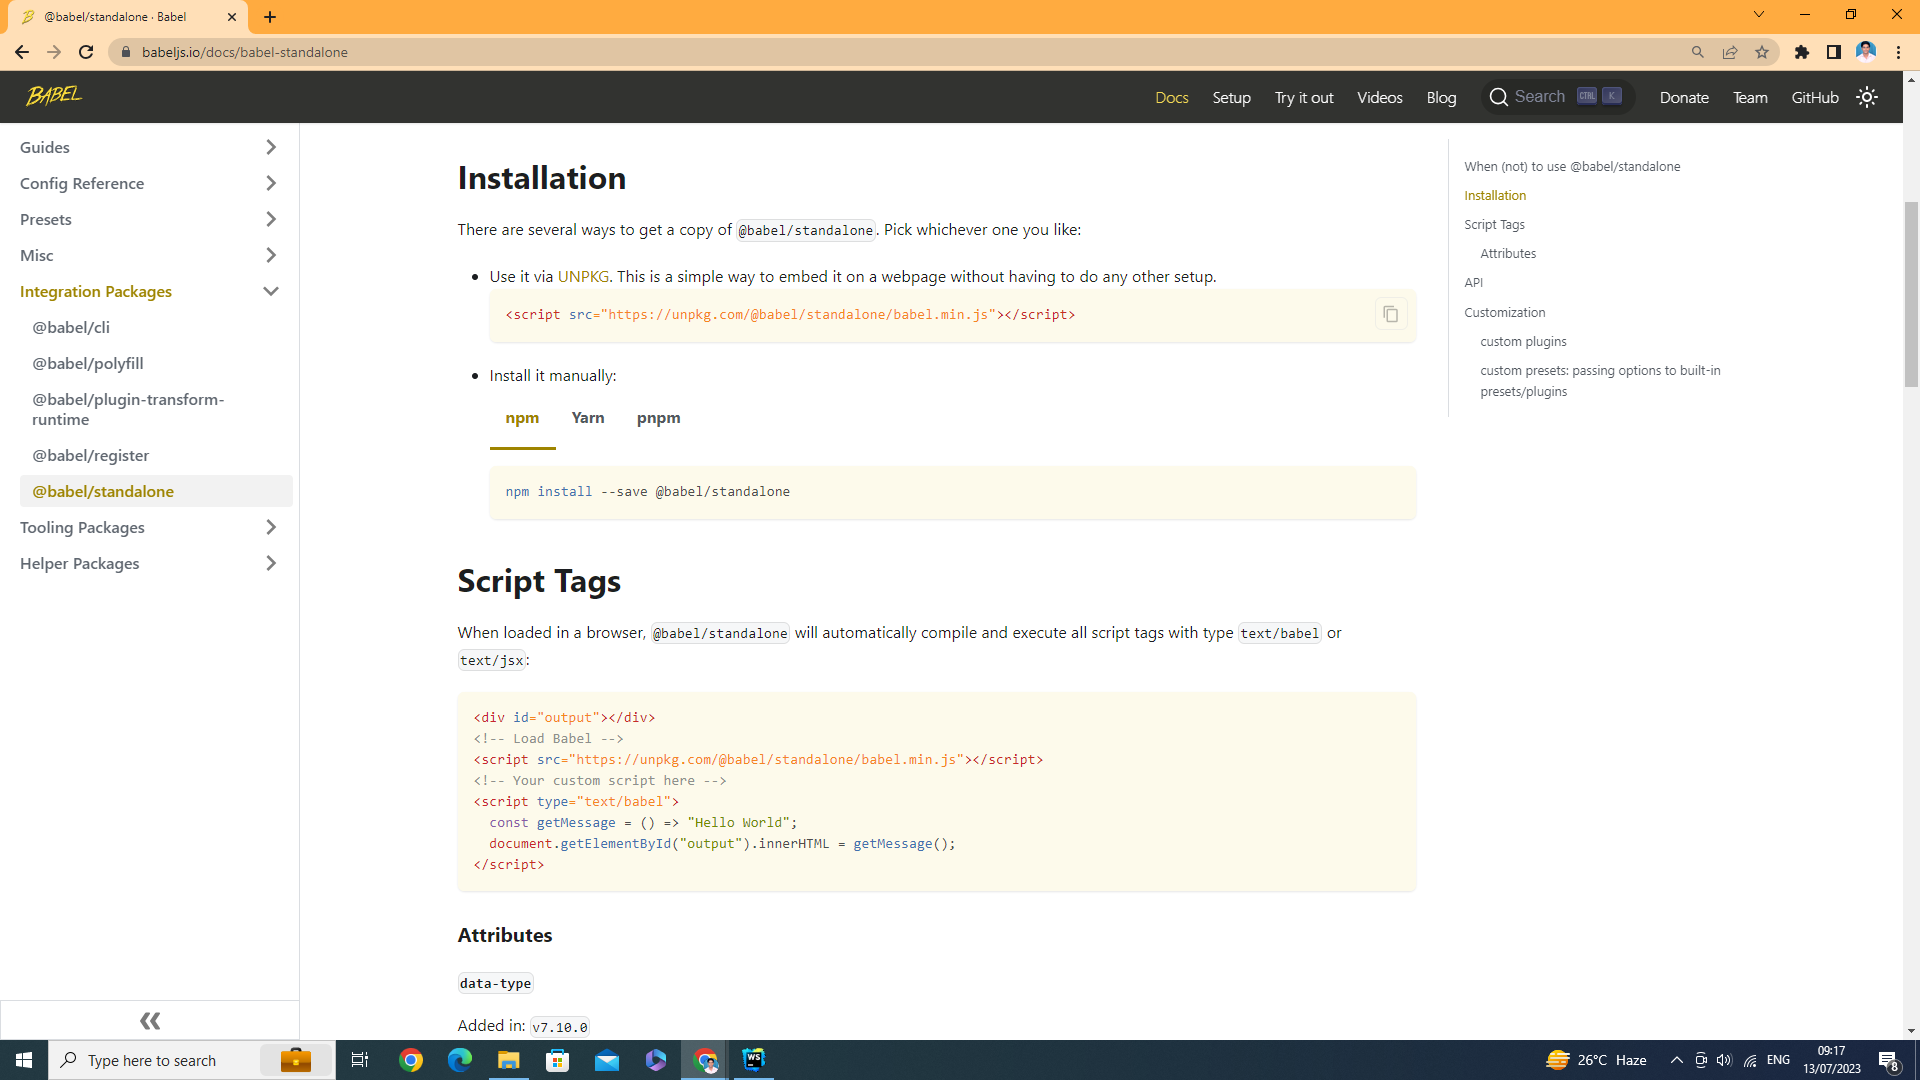 @babel/standalone · Babel
babeljs.io/docs/babel-standalone
BABEL
Docs Setup Try it out Videos Blog Search CTRL K Donate Team GitHub
Guides
Config Reference
Presets
Misc
Integration Packages
@babel/cli
@babel/polyfill
@babel/plugin-transform-
runtime
@babel/register
@babel/standalone
Tooling Packages
Helper Packages
Installation
There are several ways to get a copy of @babel/standalone. Pick whichever one you like:
Use it via UNPKG. This is a simple way to embed it on a webpage without having to do any other setup.
<script src="https://unpkg.com/@babel/standalone/babel.min.js"></script>
Install it manually:
npm Yarn pnpm
npm install --save @babel/standalone
Script Tags
When loaded in a browser, @babel/standalone will automatically compile and execute all script tags with type text/babel or
text/jsx:
<div id="output"></div>
<!-- Load Babel -->
<script src="https://unpkg.com/@babel/standalone/babel.min.js"></script>
<!-- Your custom script here -->
<script type="text/babel">
const getMessage = () => "Hello World";
document.getElementById("output").innerHTML = getMessage();
</script>
Attributes
data-type
Added in: v7.10.0
When (not) to use @babel/standalone
Installation
Script Tags
Attributes
API
Customization
custom plugins
custom presets: passing options to built-in
presets/plugins
Type here to search
WS
26°C Haze
ENG
09:17
13/07/2023
8